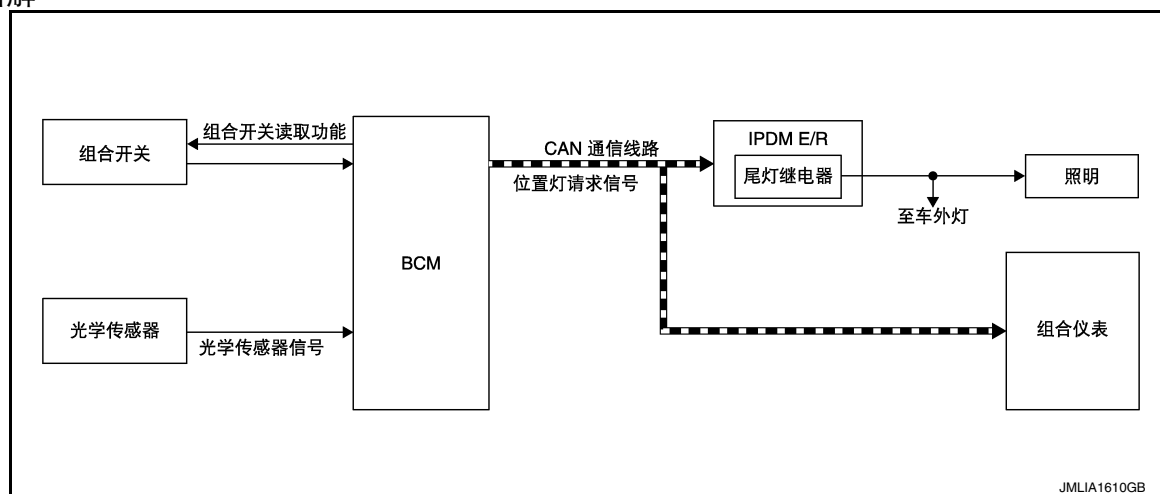 组合开关读取功能
组合开关
CAN 通信线路
位置灯请求信号
IPDM E/R
尾灯继电器
照明
至车外灯
BCM
光学传感器
光学传感器信号
组合仪表
JMLIA1610GB